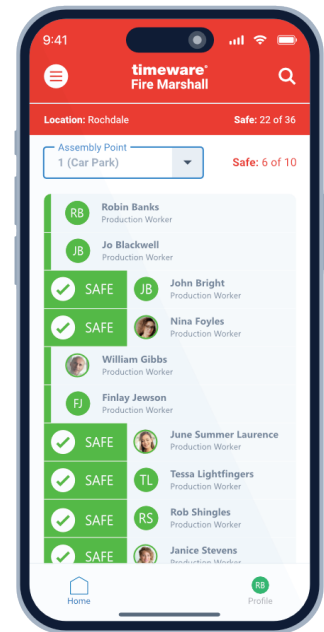 9:41
timeware®
Fire Marshall
Location: Rochdale Safe: 22 of 36
Assembly Point
1 (Car Park)
Safe: 6 of 10
RB Robin Banks
Production Worker
JB Jo Blackwell
Production Worker
SAFE JB John Bright
Production Worker
SAFE Nina Foyles
Production Worker
William Gibbs
Production Worker
FJ Finlay Jewson
Production Worker
SAFE June Summer Laurence
Production Worker
SAFE TL Tessa Lightfingers
Production Worker
SAFE RS Rob Shingles
Production Worker
SAFE Janice Stevens
Production Worker
Home
RB
Profile